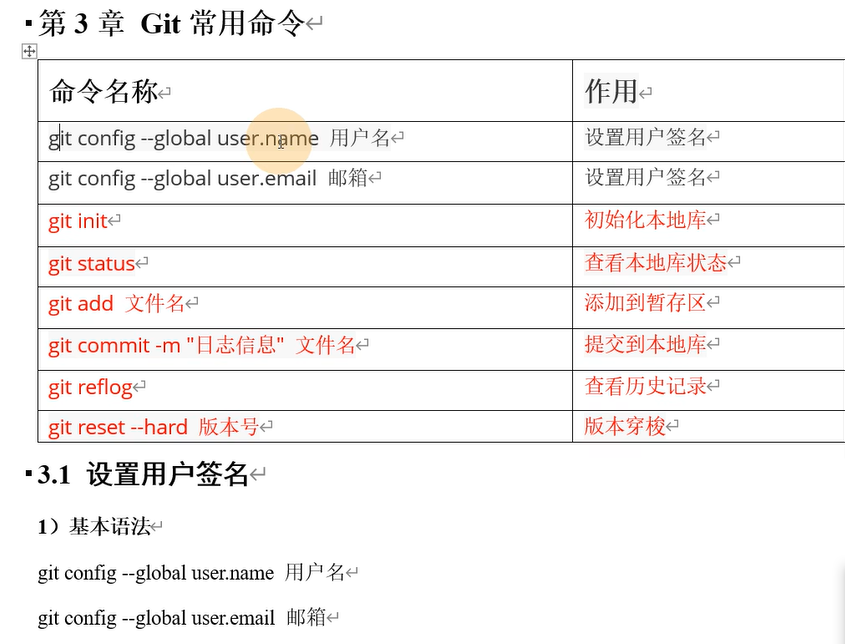 第 3 章 Git 常用命令
命令名称 作用
git config --global user.name 用户名 设置用户签名
git config --global user.email 邮箱 设置用户签名
git init 初始化本地库
git status 查看本地库状态
git add 文件名 添加到暂存区
git commit -m "日志信息" 文件名 提交到本地库
git reflog 查看历史记录
git reset --hard 版本号 版本穿梭
3.1 设置用户签名
1）基本语法
git config --global user.name 用户名
git config --global user.email 邮箱